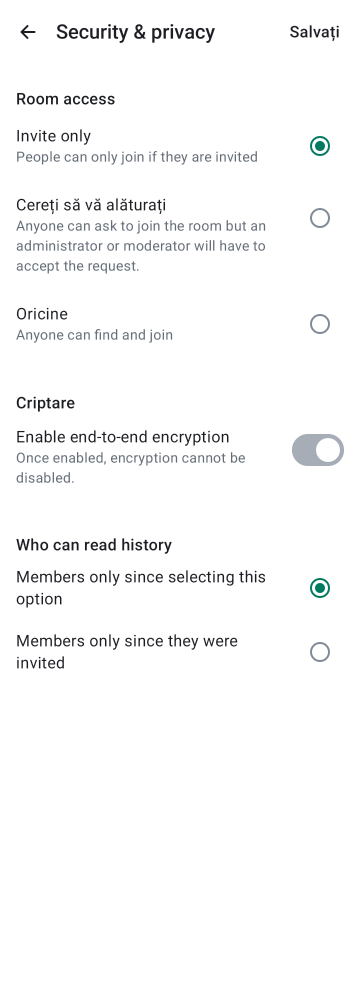 Security & privacy
Salvați
Room access
Invite only
People can only join if they are invited
Cereți să vă alăturați
Anyone can ask to join the room but an
administrator or moderator will have to
accept the request.
Oricine
Anyone can find and join
Criptare
Enable end-to-end encryption
Once enabled, encryption cannot be
disabled.
Who can read history
Members only since selecting this
option
Members only since they were
invited